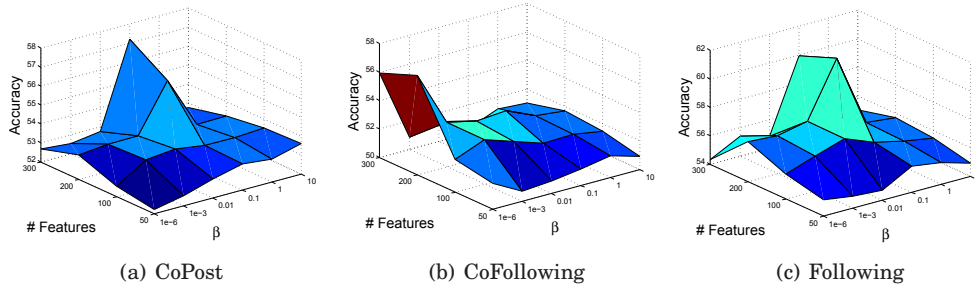 58
57
56
55
54
53
52
Accuracy
300
200
100
50
# Features
1e-6
1e-3
0.01
0.1
1
10
β
(a) CoPost
58
56
54
52
50
Accuracy
300
200
100
50
# Features
1e-6
1e-3
0.01
0.1
1
10
β
(b) CoFollowing
62
60
58
56
54
Accuracy
300
200
100
50
# Features
1e-6
1e-3
0.01
0.1
1
β
(c) Following